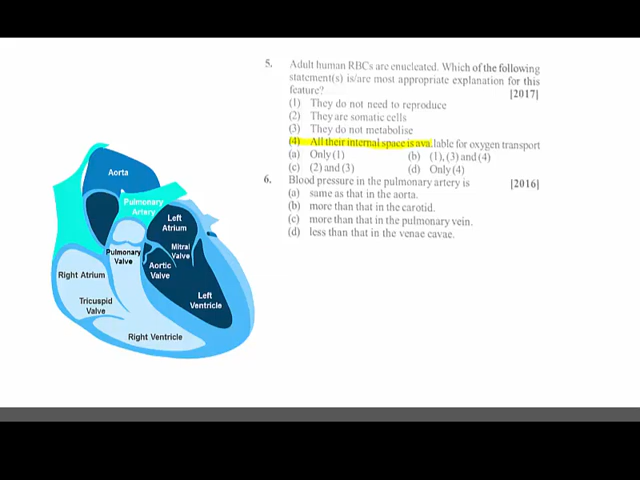 5. Adult human RBCs are enucleated. Which of the following
statement(s) is/are most appropriate explanation for this
feature? [2017]
(1) They do not need to reproduce
(2) They are somatic cells
(3) They do not metabolise
(4) All their internal space is available for oxygen transport
(a) Only (1) (b) (1), (3) and (4)
(c) (2) and (3) (d) Only (4)
6. Blood pressure in the pulmonary artery is [2016]
(a) same as that in the aorta.
(b) more than that in the carotid.
(c) more than that in the pulmonary vein.
(d) less than that in the venae cavae.
Aorta
Pulmonary
Artery
Left
Atrium
Mitral
Valve
Pulmonary
Valve
Aortic
Valve
Right Atrium
Left
Ventricle
Tricuspid
Valve
Right Ventricle